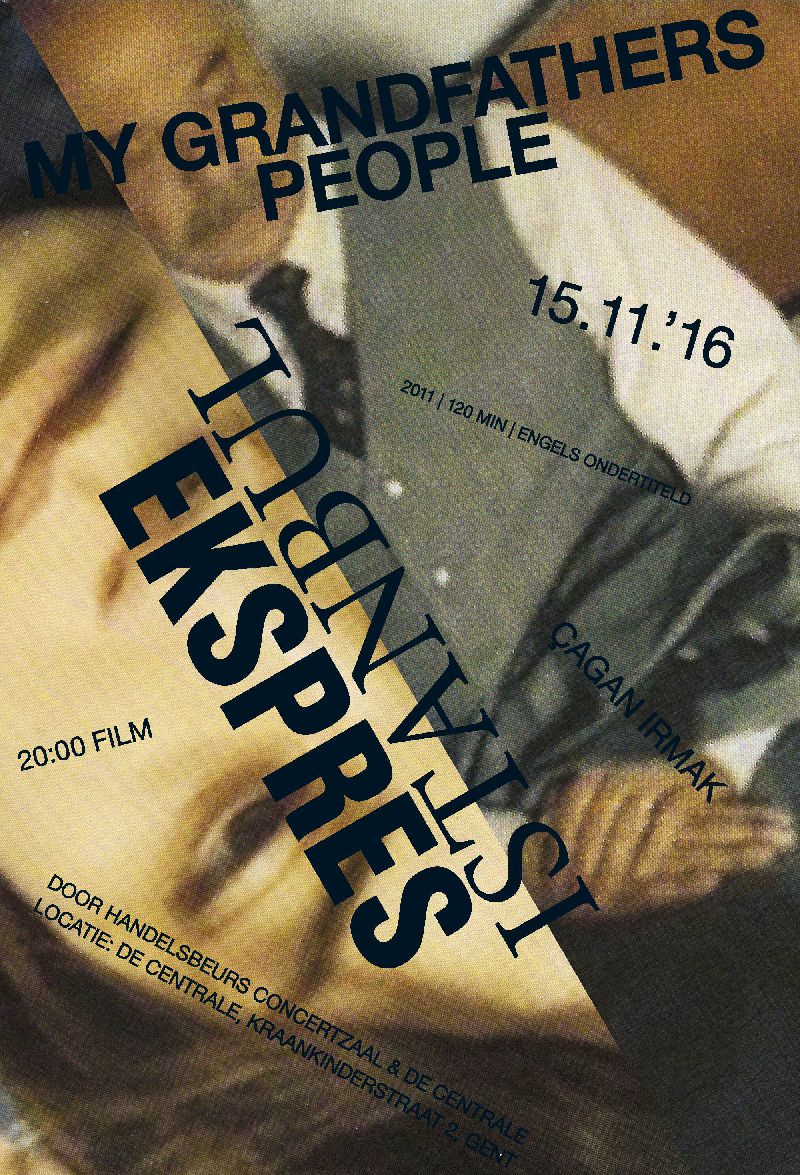 MY GRANDFATHERS
PEOPLE
15.11.'16
2011 | 120 MIN | ENGELS ONDERTITELD
ISTANBUL
EKSPRES
ÇAGAN IRMAK
20:00 FILM
DOOR HANDELSBEURS CONCERTZAAL & DE CENTRALE
LOCATIE: DE CENTRALE, KRAANKINDERSTRAAT 2, GENT